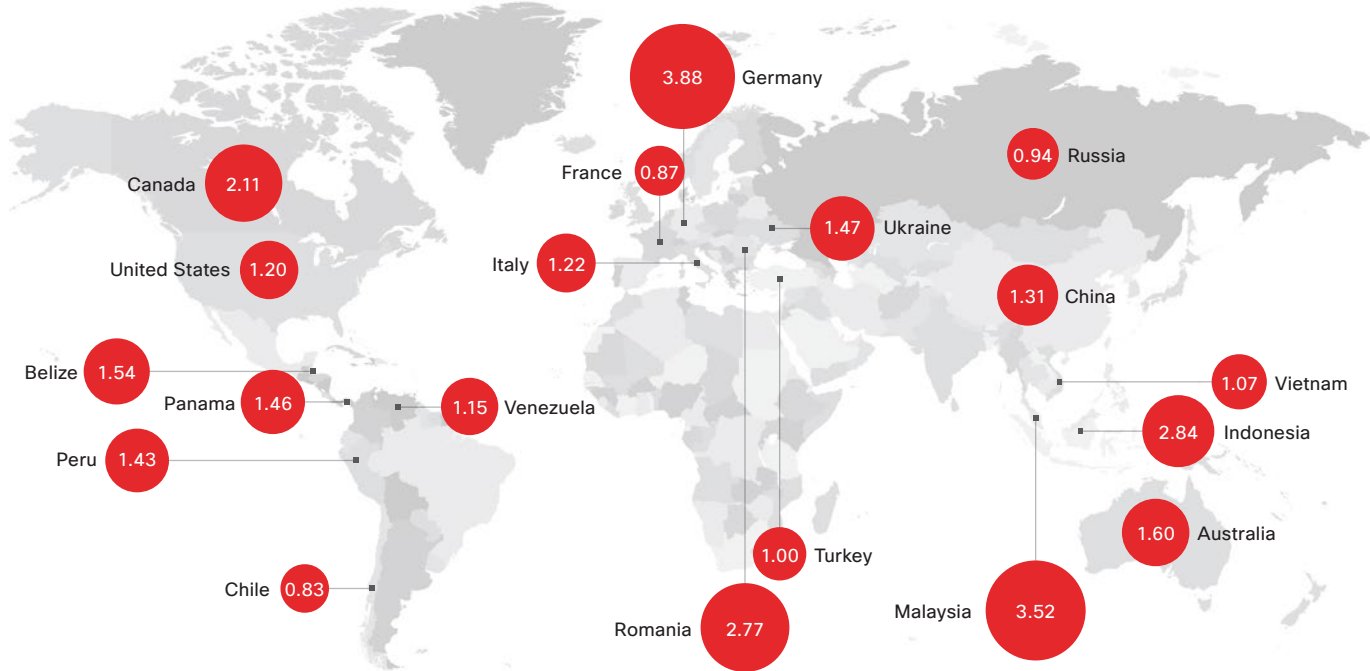 3.88 Germany
France 0.87
0.94 Russia
Canada 2.11
1.47 Ukraine
United States 1.20
Italy 1.22
1.31 China
Belize 1.54
Panama 1.46
1.15 Venezuela
1.07 Vietnam
2.84 Indonesia
Peru 1.43
1.60 Australia
1.00 Turkey
Chile 0.83
Romania 2.77
Malaysia 3.52